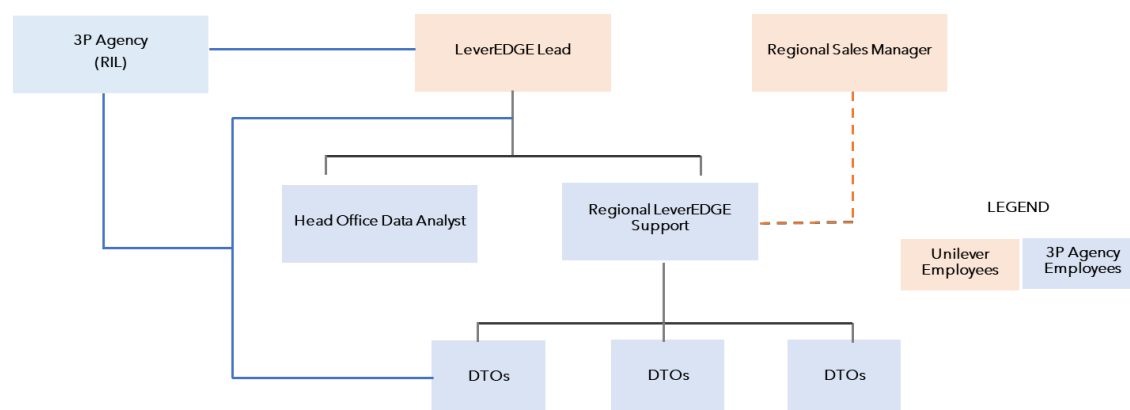 3P Agency
(RIL)
LeverEDGE Lead
Regional Sales Manager
Head Office Data Analyst
Regional LeverEDGE
Support
LEGEND
Unilever
Employees
3P Agency
Employees
DTOs
DTOs
DTOs